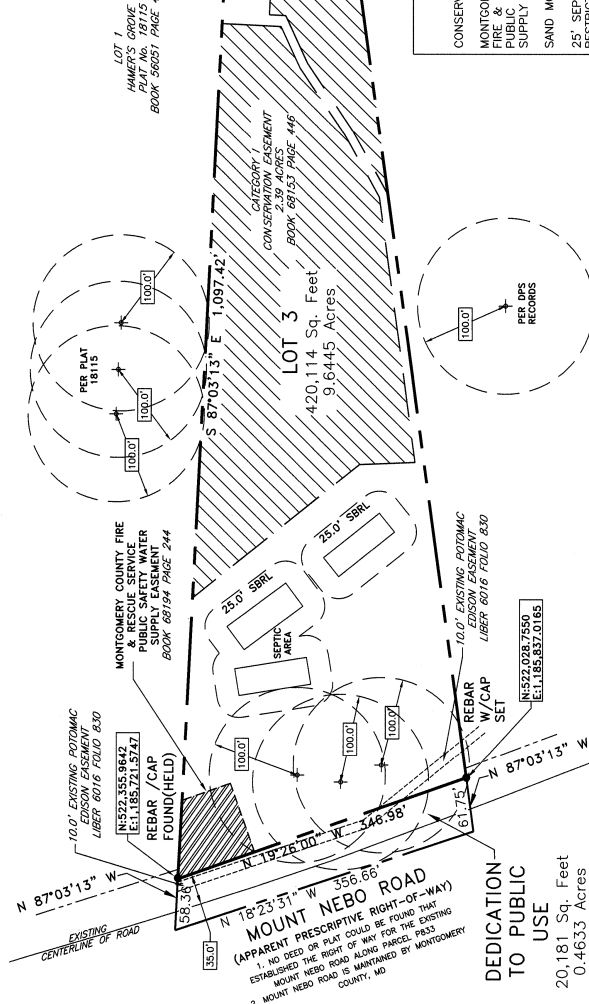 LOT 1
HAMER'S GROVE
PLAT No. 18115
BOOK 56051 PAGE
CONSERV
MONTGO
FIRE &
PUBLIC
SUPPLY
SAND MO
25' SEP
RESTRIC
CATEGORY I
CONSERVATION EASEMENT
2.39 ACRES
BOOK 68153 PAGE 446
100.0'
100.0'
100.0'
PER PLAT
18115
S 87°03'13" E 1,097.42'
LOT 3
420,114 Sq. Feet
9.6445 Acres
100.0'
PER DPS
RECORDS
MONTGOMERY COUNTY FIRE
& RESCUE SERVICE
PUBLIC SAFETY WATER
SUPPLY EASEMENT
BOOK 68194 PAGE 244
25.0' SBRL
25.0' SBRL
SEPTIC
AREA
10.0' EXISTING POTOMAC
EDISON EASEMENT
LIBER 6016 FOLIO 830
10.0' EXISTING POTOMAC
EDISON EASEMENT
LIBER 6016 FOLIO 830
N:522,355.9642
E:1,185,721.5747
REBAR /CAP
FOUND(HELD)
100.0'
100.0'
100.0'
REBAR
W/CAP
SET
N:522,028.7550
E:1,185,837.0165
N 87°03'13" W
N 87°03'13" W
58.36'
61.75'
N 19°26'00" W 346.98'
N 18°23'31" W 356.66'
EXISTING
CENTERLINE OF ROAD
35.0'
MOUNT NEBO ROAD
(APPARENT PRESCRIPTIVE RIGHT-OF-WAY)
1. NO DEED OR PLAT COULD BE FOUND THAT
ESTABLISHED THE RIGHT OF WAY FOR THE EXISTING
MOUNT NEBO ROAD ALONG PARCEL P833
2. MOUNT NEBO ROAD IS MAINTAINED BY MONTGOMERY
COUNTY, MD
DEDICATION
TO PUBLIC
USE
20,181 Sq. Feet
0.4633 Acres